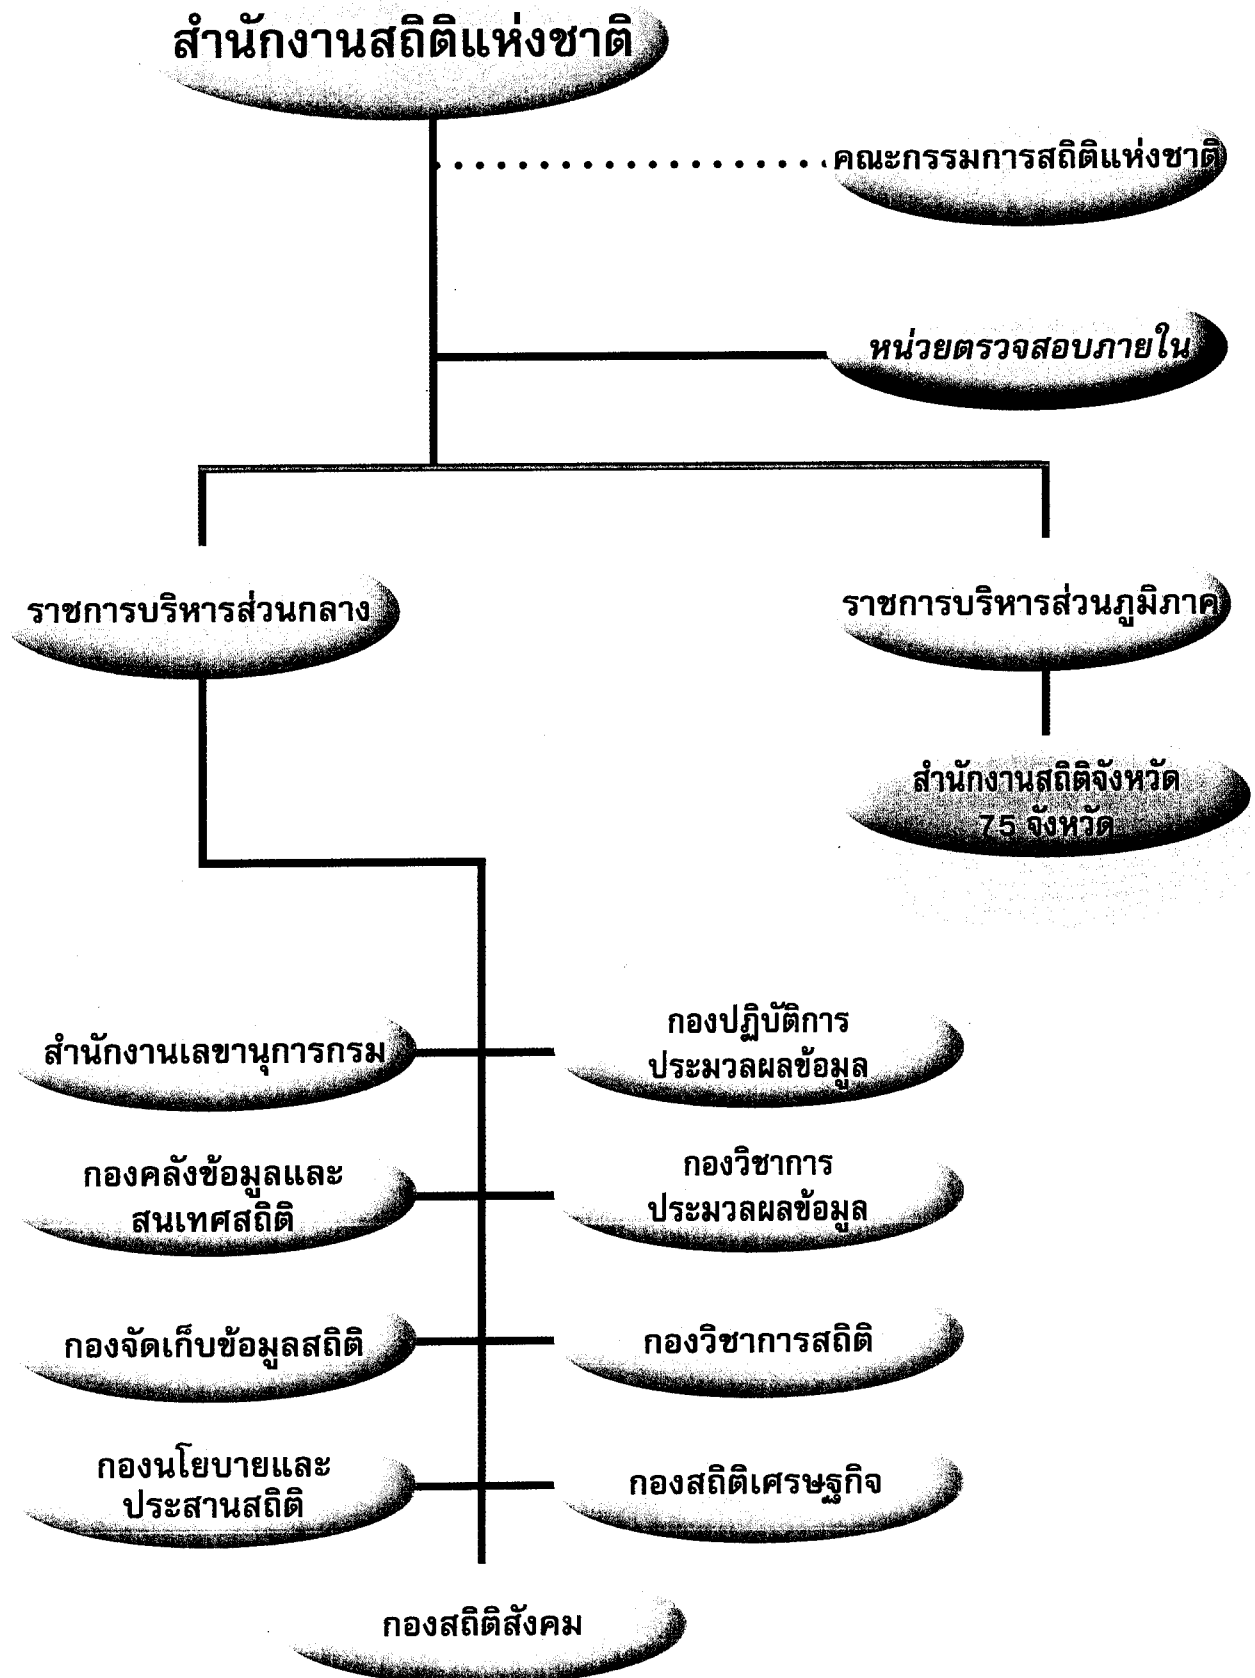 สำนักงานสถิติแห่งชาติ
คณะกรรมการสถิติแห่งชาติ
หน่วยตรวจสอบภายใน
ราชการบริหารส่วนกลาง
ราชการบริหารส่วนภูมิภาค
สำนักงานสถิติจังหวัด
75 จังหวัด
สำนักงานเลขานุการกรม
กองปฏิบัติการ
ประมวลผลข้อมูล
กองคลังข้อมูลและ
สนเทศสถิติ
กองวิชาการ
ประมวลผลข้อมูล
กองจัดเก็บข้อมูลสถิติ
กองวิชาการสถิติ
กองนโยบายและ
ประสานสถิติ
กองสถิติเศรษฐกิจ
กองสถิติสังคม